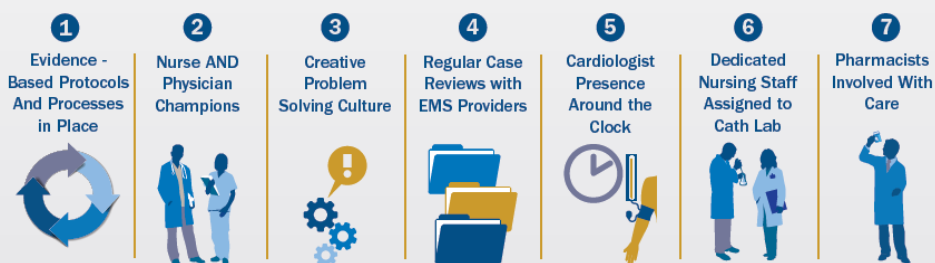 1
Evidence -
Based Protocols
And Processes
in Place
2
Nurse AND
Physician
Champions
3
Creative
Problem
Solving Culture
!
4
Regular Case
Reviews with
EMS Providers
5
Cardiologist
Presence
Around the
Clock
6
Dedicated
Nursing Staff
Assigned to
Cath Lab
7
Pharmacists
Involved With
Care